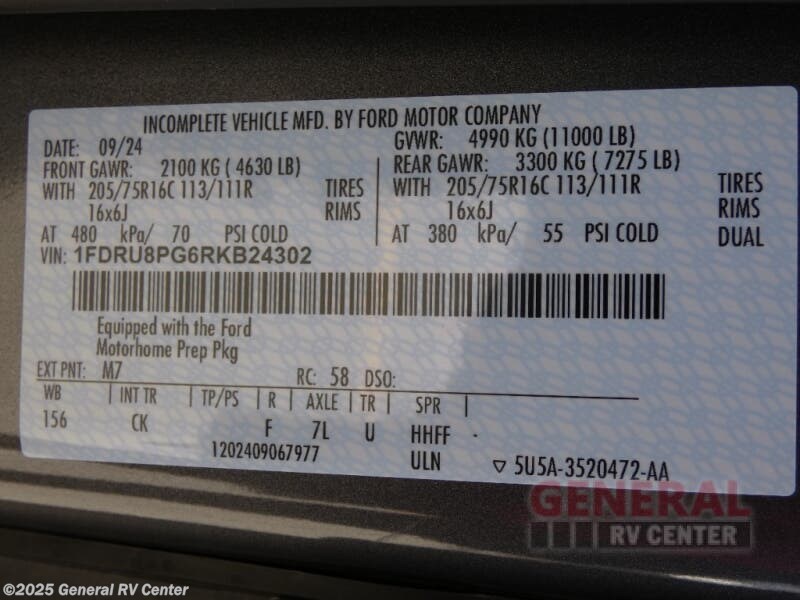 INCOMPLETE VEHICLE MFD. BY FORD MOTOR COMPANY
DATE: 09/24 GVWR: 4990 KG (11000 LB)
FRONT GAWR: 2100 KG ( 4630 LB) REAR GAWR: 3300 KG ( 7275 LB)
WITH 205/75R16C 113/111R TIRES WITH 205/75R16C 113/111R TIRES
16x6J RIMS 16x6J RIMS
AT 480 kPa/ 70 PSI COLD AT 380 kPa/ 55 PSI COLD DUAL
VIN: 1FDRU8PG6RKB24302
Equipped with the Ford
Motorhome Prep Pkg
EXT PNT: M7 RC: 58 DSO:
WB | INT TR | TP/PS | R | AXLE | TR | SPR |
156 CK F 7L U HHFF
1202409067977 ULN 5U5A-3520472-AA
GENERAL
RV CENTER
©2025 General RV Center